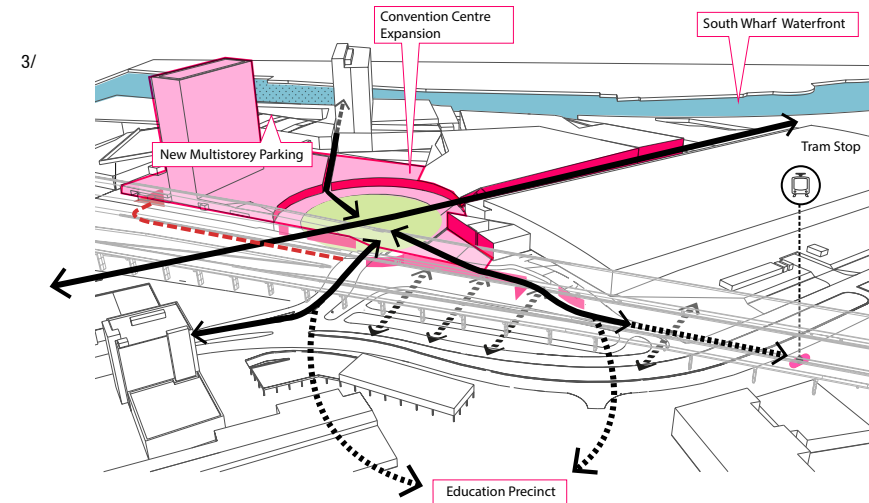 3/
Convention Centre
Expansion
South Wharf Waterfront
New Multistorey Parking
Tram Stop
Education Precinct